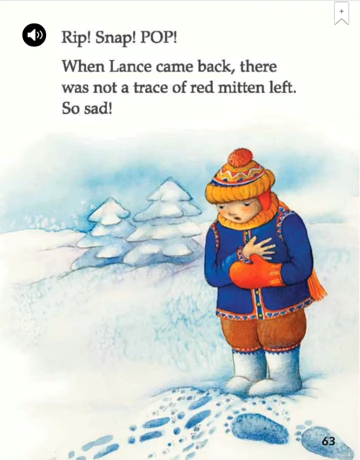 Rip! Snap! POP!
When Lance came back, there
was not a trace of red mitten left.
So sad!
63